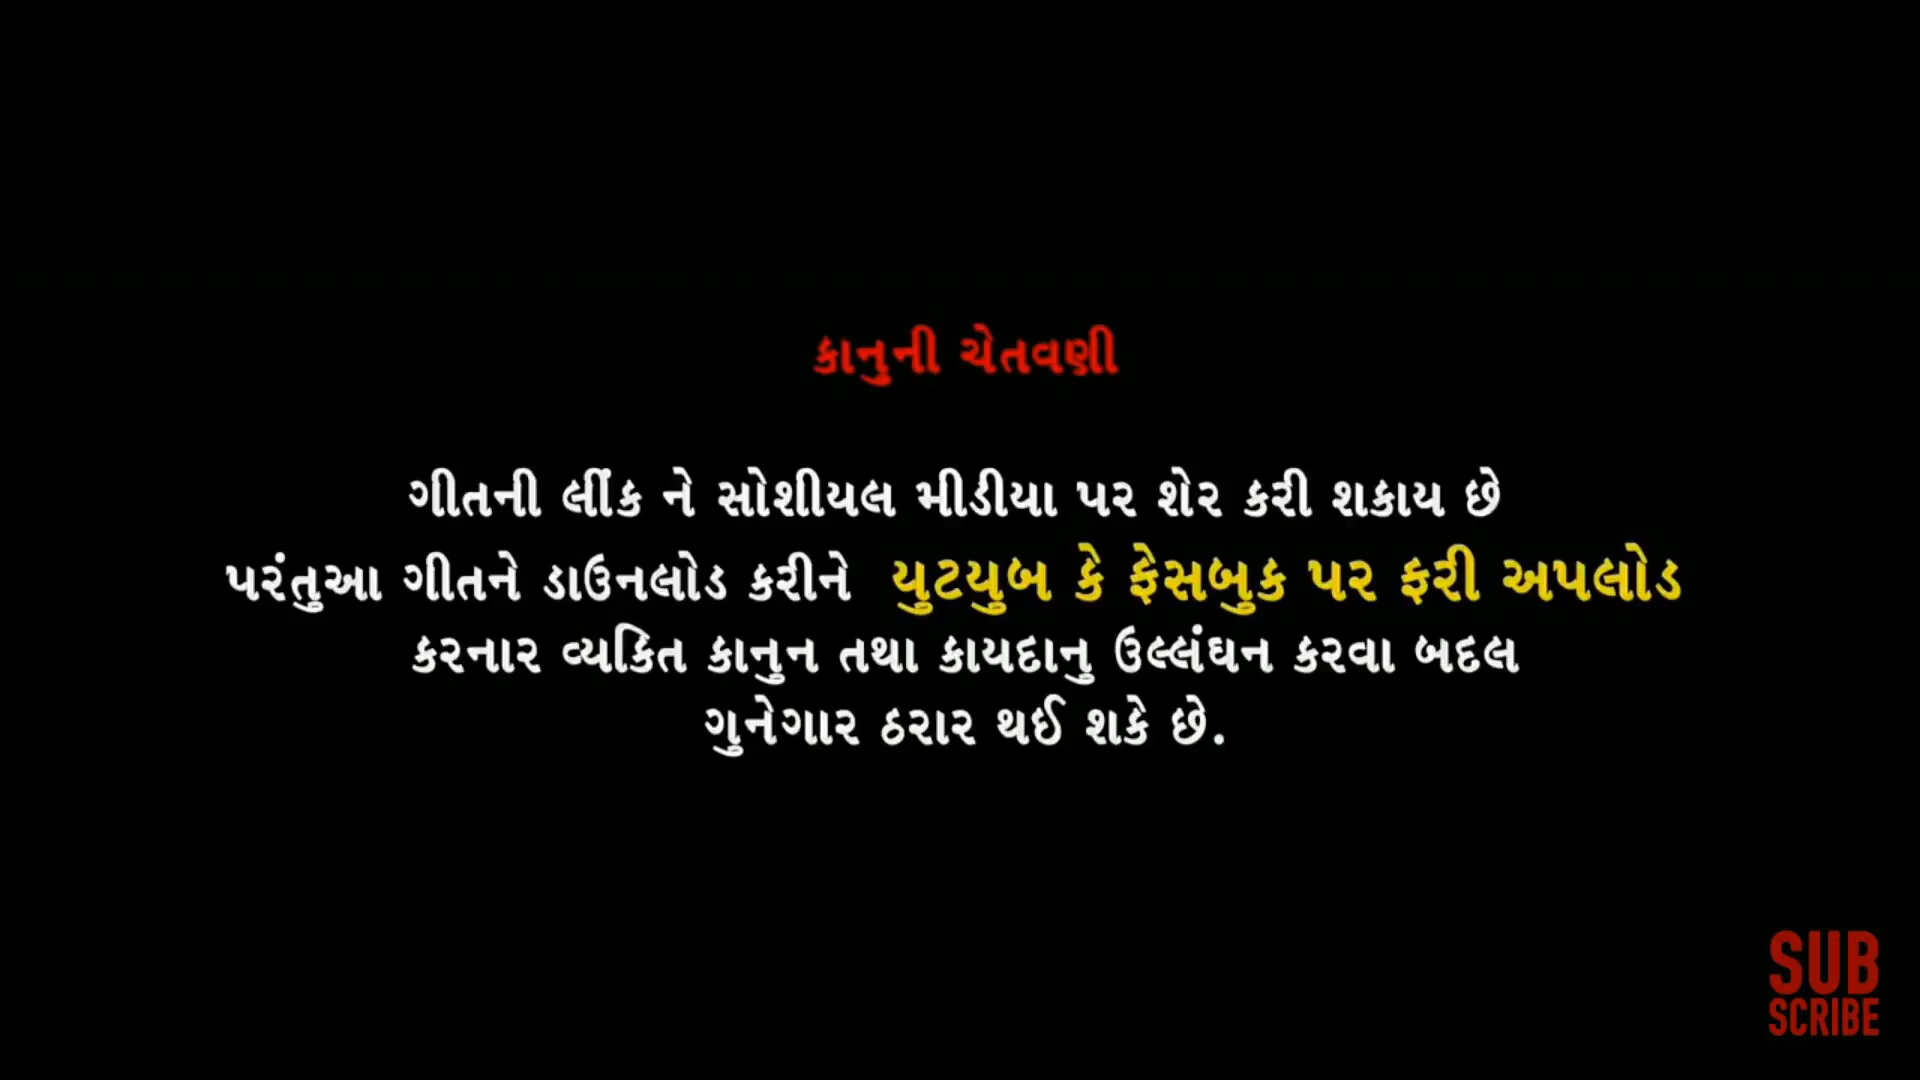 કાનુની ચેતવણી
ગીતની લીંક ને સોશીયલ મીડીયા પર શેર કરી શકાય છે
પરંતુઆ ગીતને ડાઉનલોડ કરીને યુટયુબ કે ફેસબુક પર ફરી અપલોડ
કરનાર વ્યકિત કાનુન તથા કાયદાનુ ઉલ્લંઘન કરવા બદલ
ગુનેગાર ઠરાર થઈ શકે છે.
SUB
SCRIBE